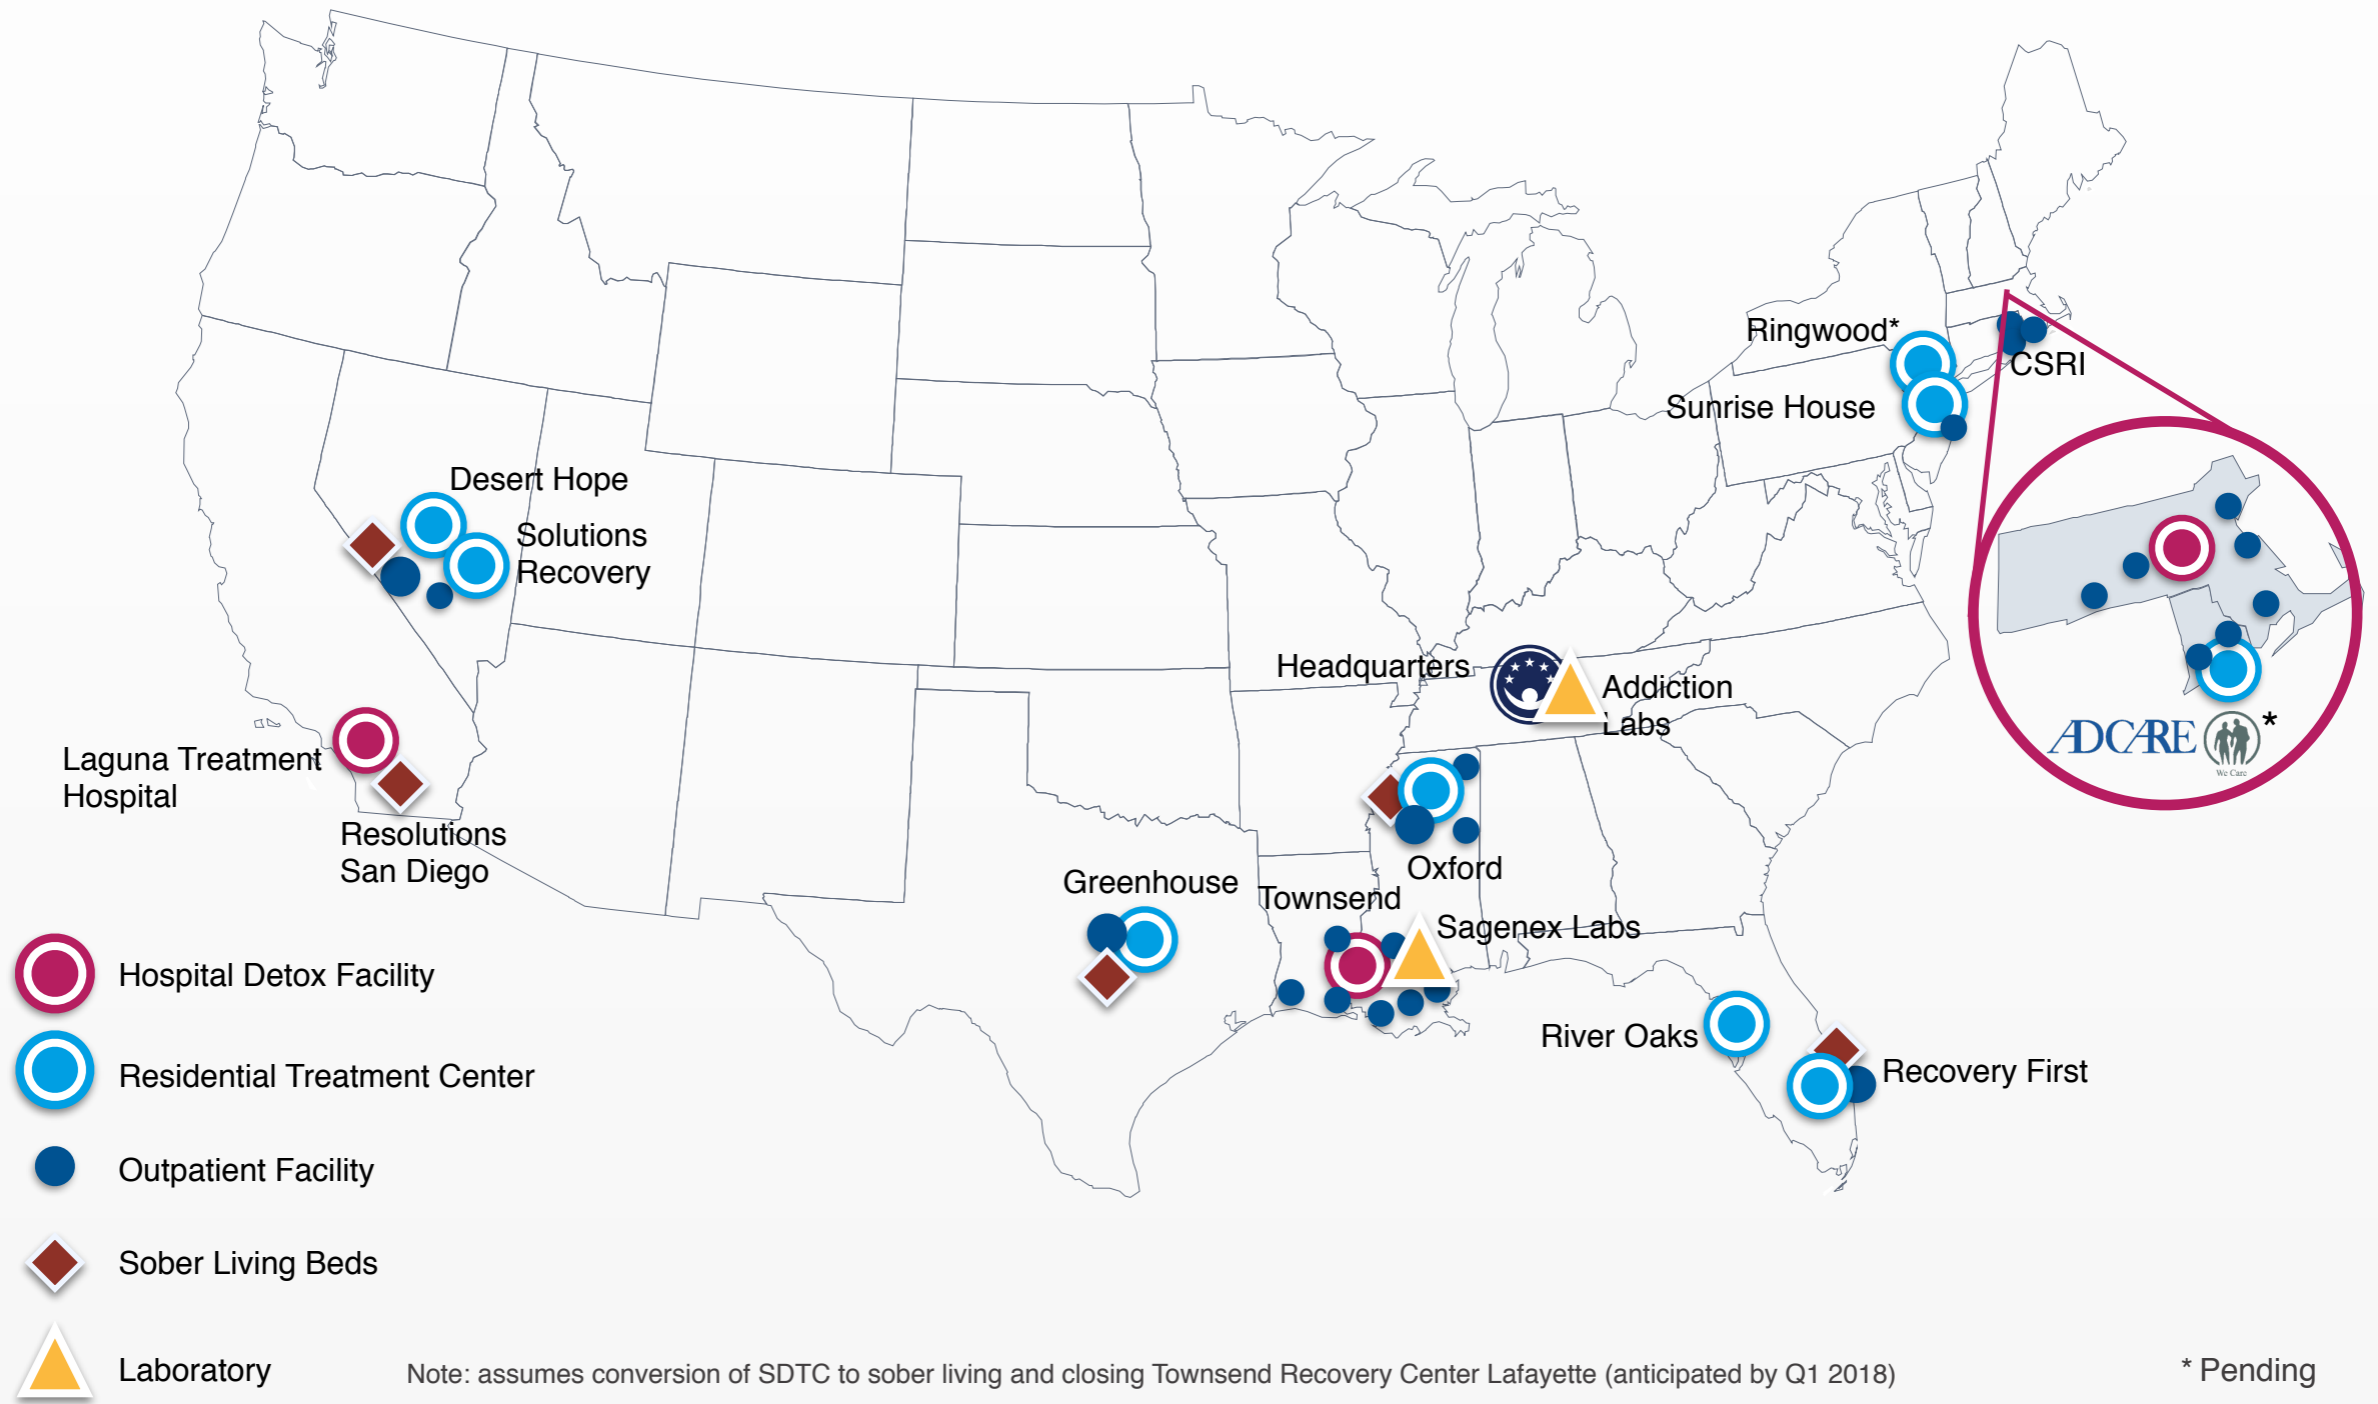 Ringwood*
CSRI
Sunrise House
Desert Hope
Solutions
Recovery
Headquarters
Addiction
Labs
ADCARE
*
We Care
Laguna Treatment
Hospital
Resolutions
San Diego
Oxford
Greenhouse
Townsend
Sagenex Labs
River Oaks
Recovery First
Hospital Detox Facility
Residential Treatment Center
Outpatient Facility
Sober Living Beds
Laboratory
Note: assumes conversion of SDTC to sober living and closing Townsend Recovery Center Lafayette (anticipated by Q1 2018)
* Pending